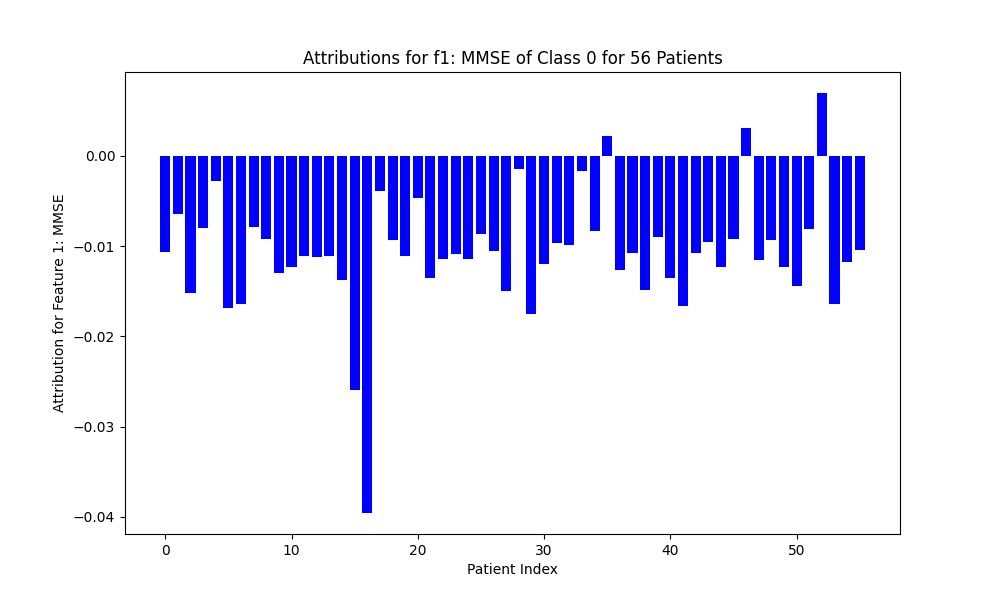 Attributions for f1: MMSE of Class 0 for 56 Patients
Attribution for Feature 1: MMSE
0.00
−0.01
−0.02
−0.03
−0.04
0 10 20 30 40 50
Patient Index